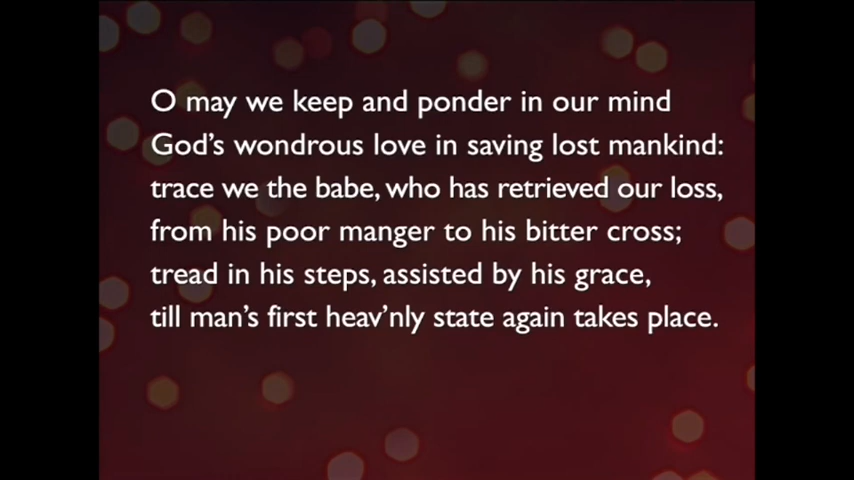 O may we keep and ponder in our mind
God's wondrous love in saving lost mankind:
trace we the babe, who has retrieved our loss,
from his poor manger to his bitter cross;
tread in his steps, assisted by his grace,
till man's first heav'nly state again takes place.